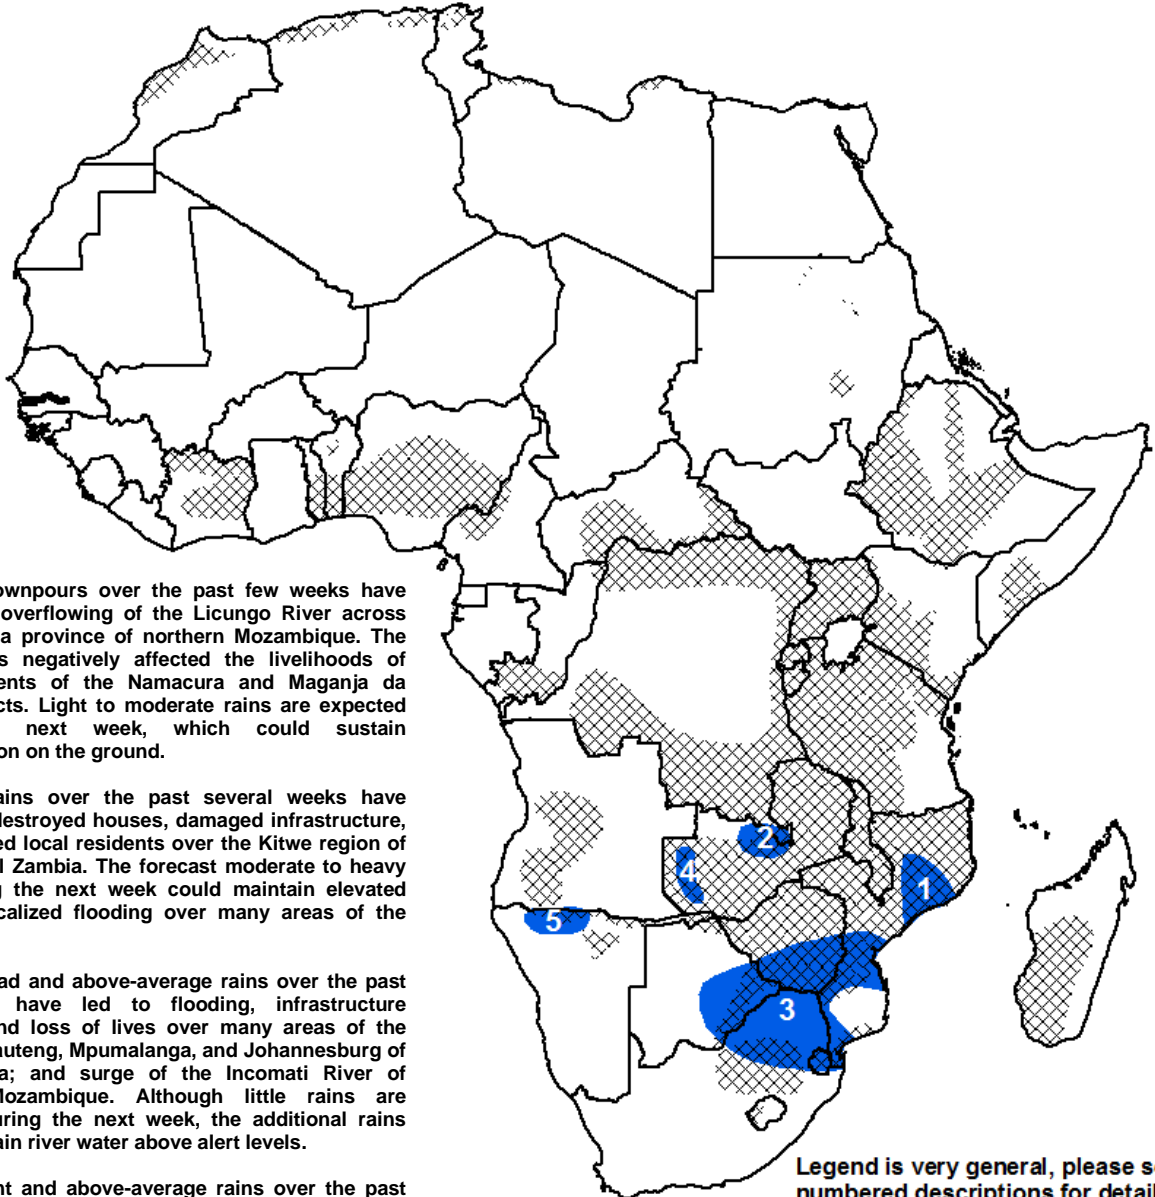 ownpours over the past few weeks have
overflowing of the Licungo River across
a province of northern Mozambique. The
s negatively affected the livelihoods of
ents of the Namacura and Maganja da
cts. Light to moderate rains are expected
next week, which could sustain
on on the ground.
ains over the past several weeks have
destroyed houses, damaged infrastructure,
ed local residents over the Kitwe region of
l Zambia. The forecast moderate to heavy
g the next week could maintain elevated
calized flooding over many areas of the
ad and above-average rains over the past
have led to flooding, infrastructure
nd loss of lives over many areas of the
auteng, Mpumalanga, and Johannesburg of
a; and surge of the Incomati River of
Mozambique. Although little rains are
uring the next week, the additional rains
ain river water above alert levels.
nt and above-average rains over the past
2
4
1
5
3
Legend is very general, please s
numbered descriptions for detail